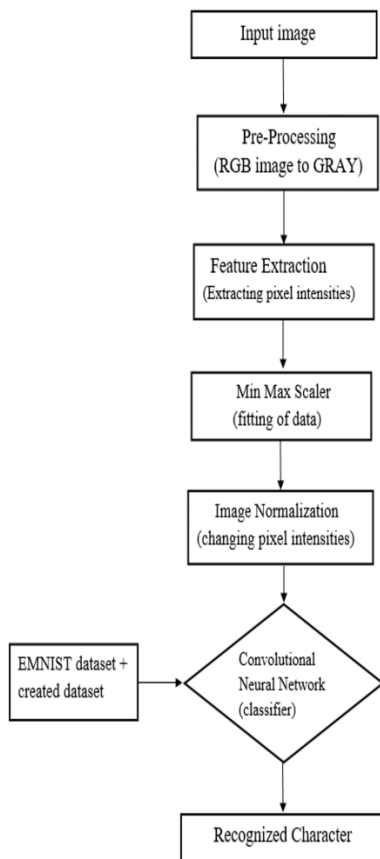 Input image
Pre-Processing
(RGB image to GRAY)
Feature Extraction
(Extracting pixel intensities)
Min Max Scaler
(fitting of data)
Image Normalization
(changing pixel intensities)
EMNIST dataset +
created dataset
Convolutional
Neural Network
(classifier)
Recognized Character